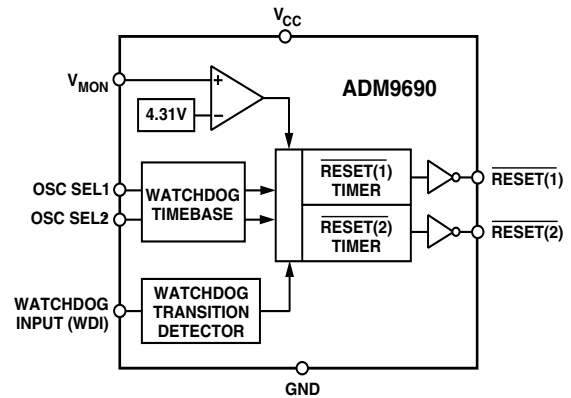 VCC
ADM9690
VMON
+
4.31V
–
OSC SEL1
OSC SEL2
WATCHDOG
TIMEBASE
RESET(1)
TIMER
RESET(1)
RESET(2)
TIMER
RESET(2)
WATCHDOG
INPUT (WDI)
WATCHDOG
TRANSITION
DETECTOR
GND